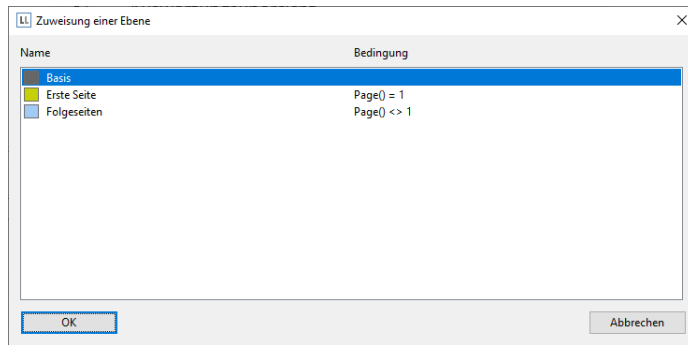 LL Zuweisung einer Ebene
Name Bedingung
Basis
Erste Seite Page() = 1
Folgeseiten Page() <> 1
OK Abbrechen